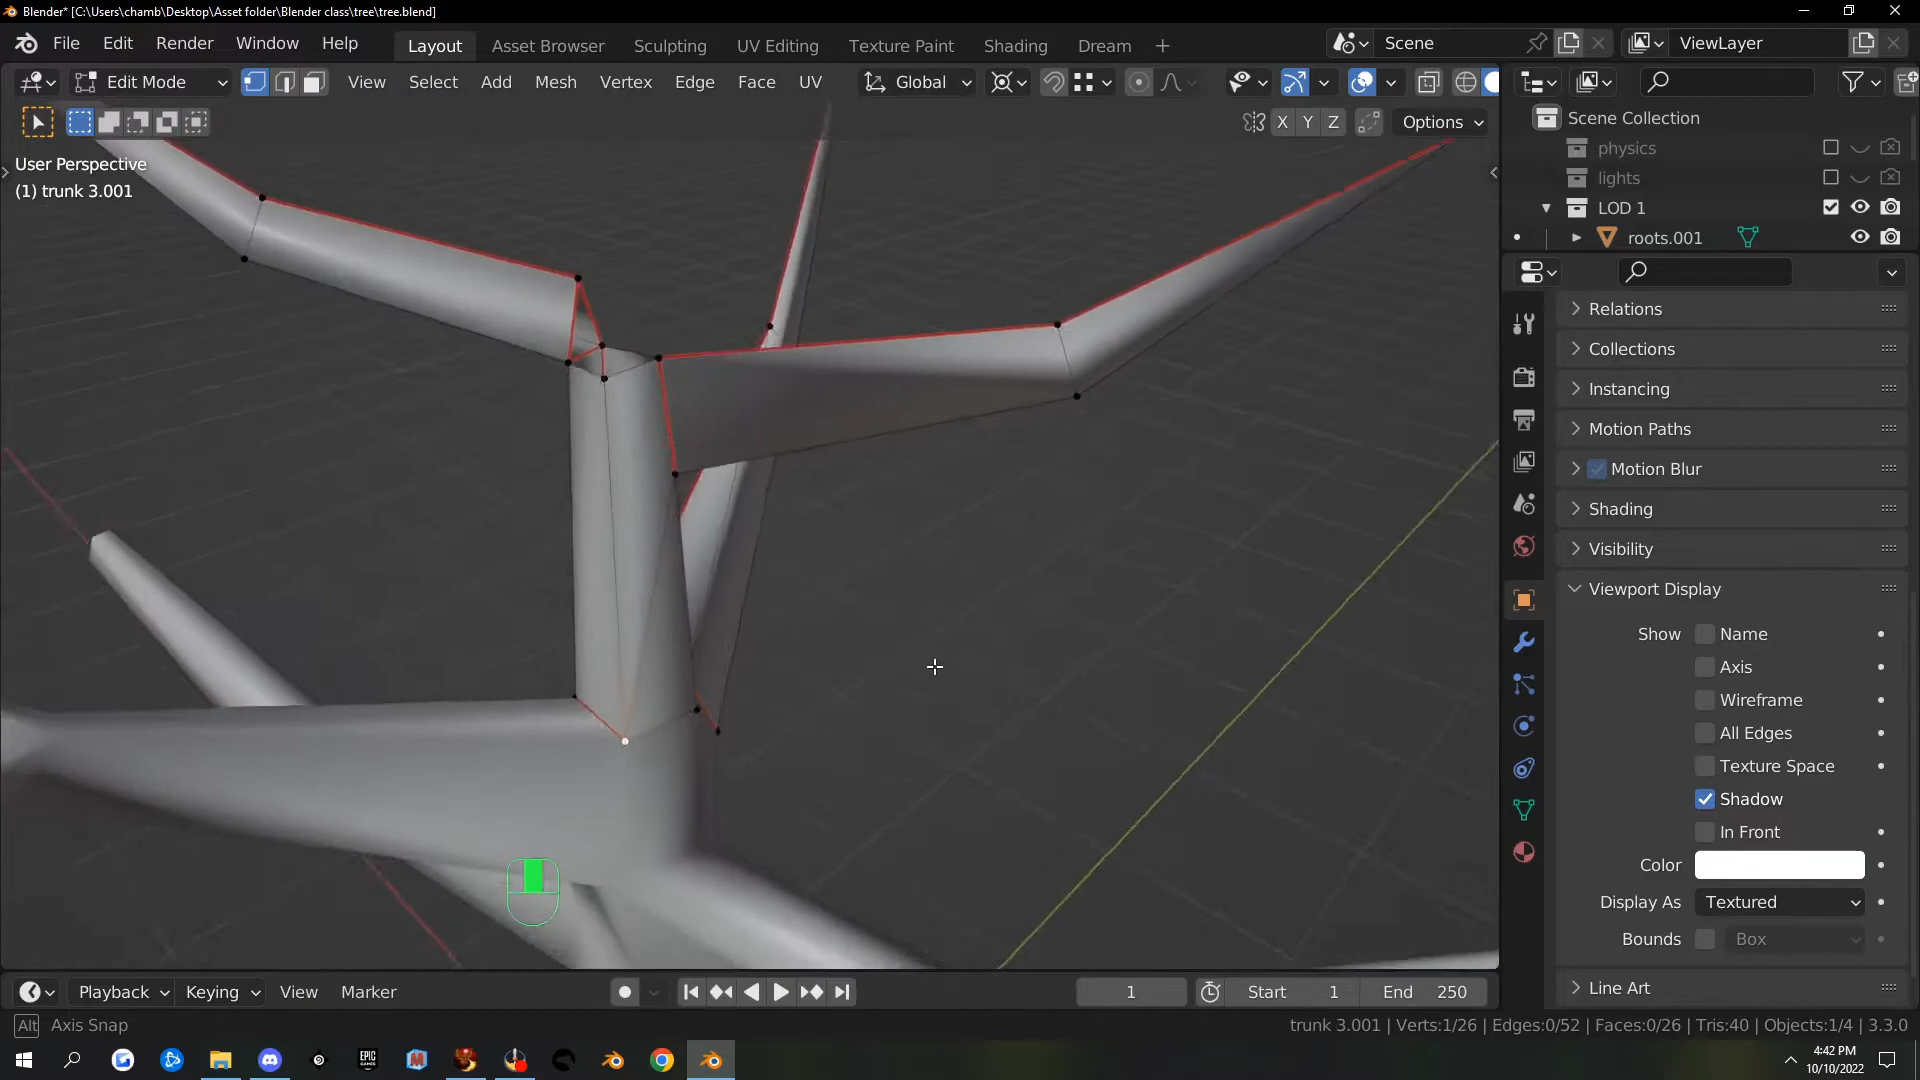 Blender* [C:\Users\chamb\Desktop\Asset folder\Blender class\tree\tree.blend]
File Edit Render Window Help Layout Asset Browser Sculpting UV Editing Texture Paint Shading Dream Scene ViewLayer
Edit Mode View Select Add Mesh Vertex Edge Face UV Global
X Y Z Options
User Perspective
(1) trunk 3.001
Scene Collection
physics
lights
LOD 1
roots.001
Relations
Collections
Instancing
Motion Paths
Motion Blur
Shading
Visibility
Viewport Display
Show Name
Axis
Wireframe
All Edges
Texture Space
Shadow
In Front
Color
Display As Textured
Bounds Box
Line Art
Playback Keying View Marker 1 Start 1 End 250
Alt Axis Snap trunk 3.001 | Verts:1/26 | Edges:0/52 | Faces:0/26 | Tris:40 | Objects:1/4 | 3.3.0
EPIC GAMES
4:42 PM
10/10/2022